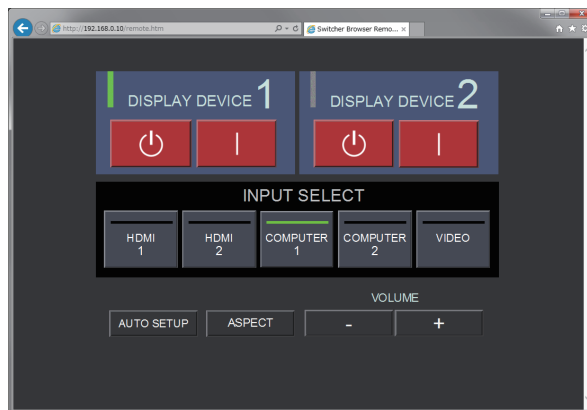 http://192.168.0.10/remote.htm
Switcher Browser Remo...
DISPLAY DEVICE 1
DISPLAY DEVICE 2
INPUT SELECT
HDMI
1
HDMI
2
COMPUTER
1
COMPUTER
2
VIDEO
VOLUME
AUTO SETUP
ASPECT
-
+